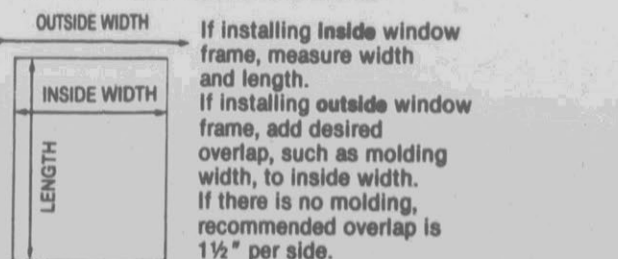 OUTSIDE WIDTH
INSIDE WIDTH
LENGTH
If installing inside window
frame, measure width
and length.
If installing outside window
frame, add desired
overlap, such as molding
width, to inside width.
If there is no molding,
recommended overlap is
1½" per side.